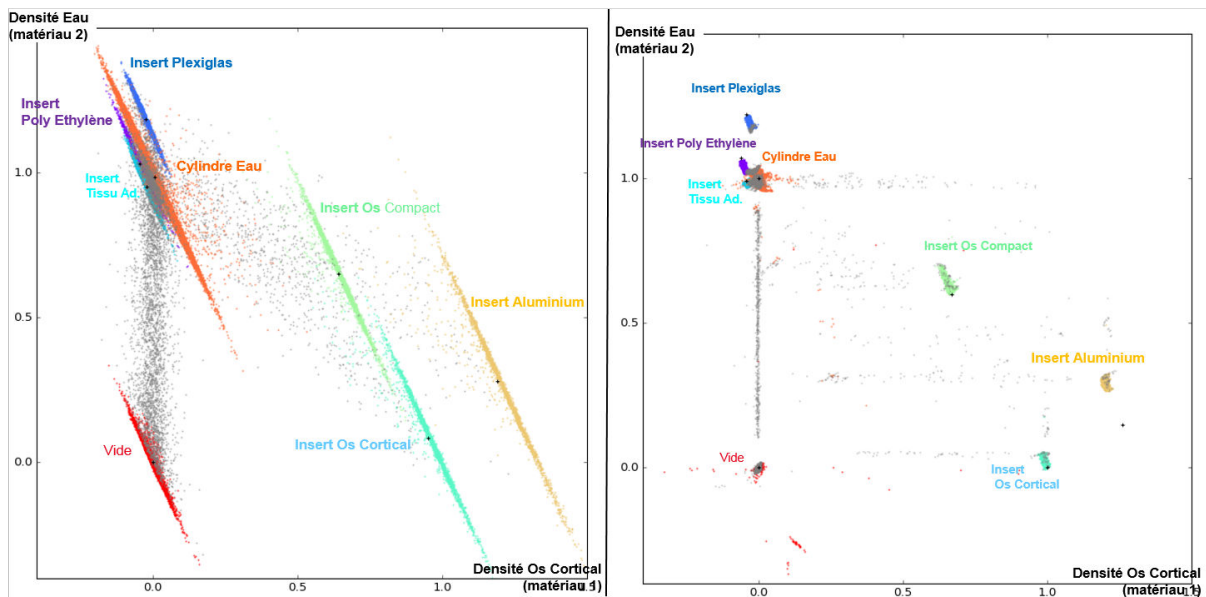 Densité Eau
(matériau 2)
Insert Plexiglas
Insert
Poly Ethylène
1.0
Cylindre Eau
Insert
Tissu Ad.
Insert Os Compact
0.5
Insert Aluminium
Vide
Insert Os Cortical
0.0
Densité Os Cortical
(matériau 1)
0.0
0.5
1.0
1.5
Densité Eau
(matériau 2)
Insert Plexiglas
Insert Poly Ethylène
Cylindre Eau
1.0
Insert
Tissu Ad.
Insert Os Compact
0.5
Insert Aluminium
Vide
0.0
Insert
Os Cortical
Densité Os Cortical
(matériau 1)
0.0
0.5
1.0